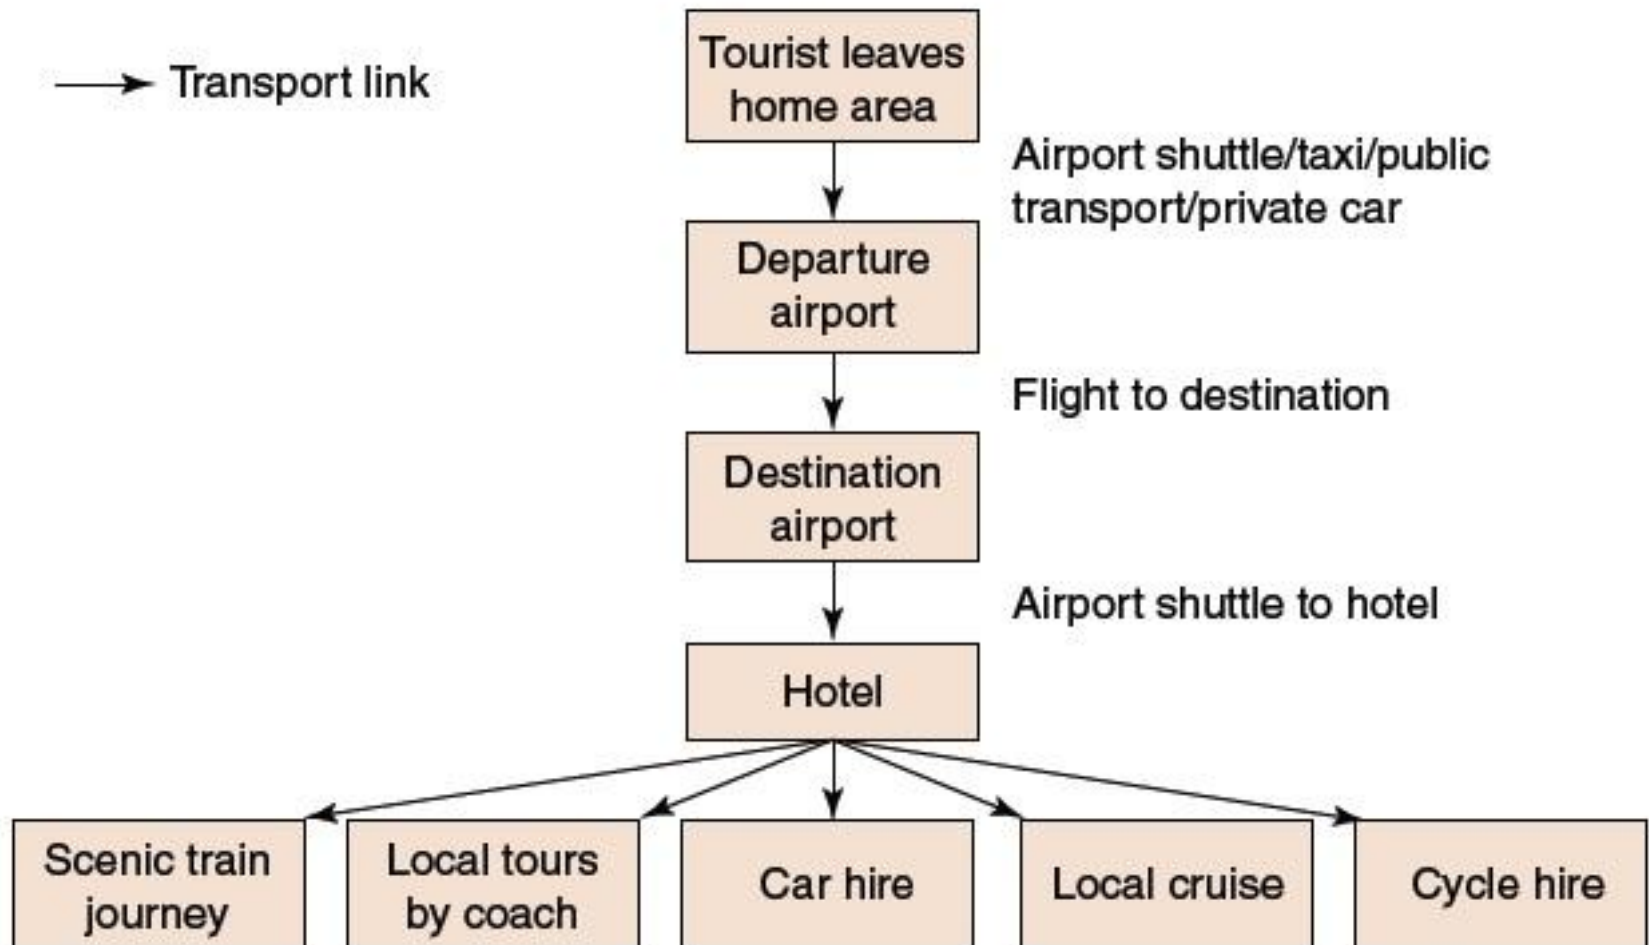 Transport link
Tourist leaves
home area
Airport shuttle/taxi/public
transport/private car
Departure
airport
Flight to destination
Destination
airport
Airport shuttle to hotel
Hotel
Scenic train
journey
Local tours
by coach
Car hire
Local cruise
Cycle hire